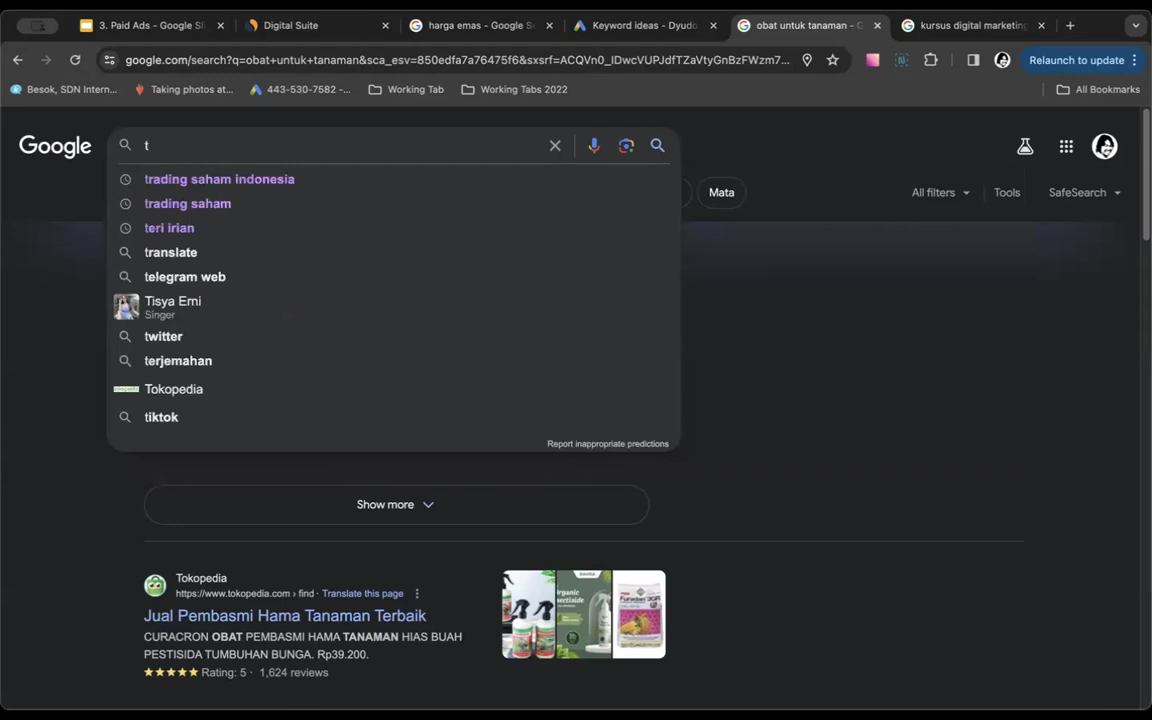 3. Paid Ads - Google Sli
Digital Suite
harga emas - Google Se
Keyword ideas - Dyudo
obat untuk tanaman - G
kursus digital marketing
google.com/search?q=obat+untuk+tanaman&sca_esv=850edfa7a76475f6&sxsrf=ACQVn0_IDwcVUPJdfTZaVtyGnBzFWzm7...
Relaunch to update
Besok, SDN Intern...
Taking photos at...
443-530-7582 -...
Working Tab
Working Tabs 2022
All Bookmarks
Google
t
Mata
All filters
Tools
SafeSearch
trading saham indonesia
trading saham
teri irian
translate
telegram web
Tisya Erni
Singer
twitter
terjemahan
Tokopedia
tiktok
Report inappropriate predictions
Show more
Tokopedia
https://www.tokopedia.com › find · Translate this page
Jual Pembasmi Hama Tanaman Terbaik
CURACRON OBAT PEMBASMI HAMA TANAMAN HIAS BUAH
PESTISIDA TUMBUHAN BUNGA. Rp39.200.
Rating: 5 · 1,624 reviews